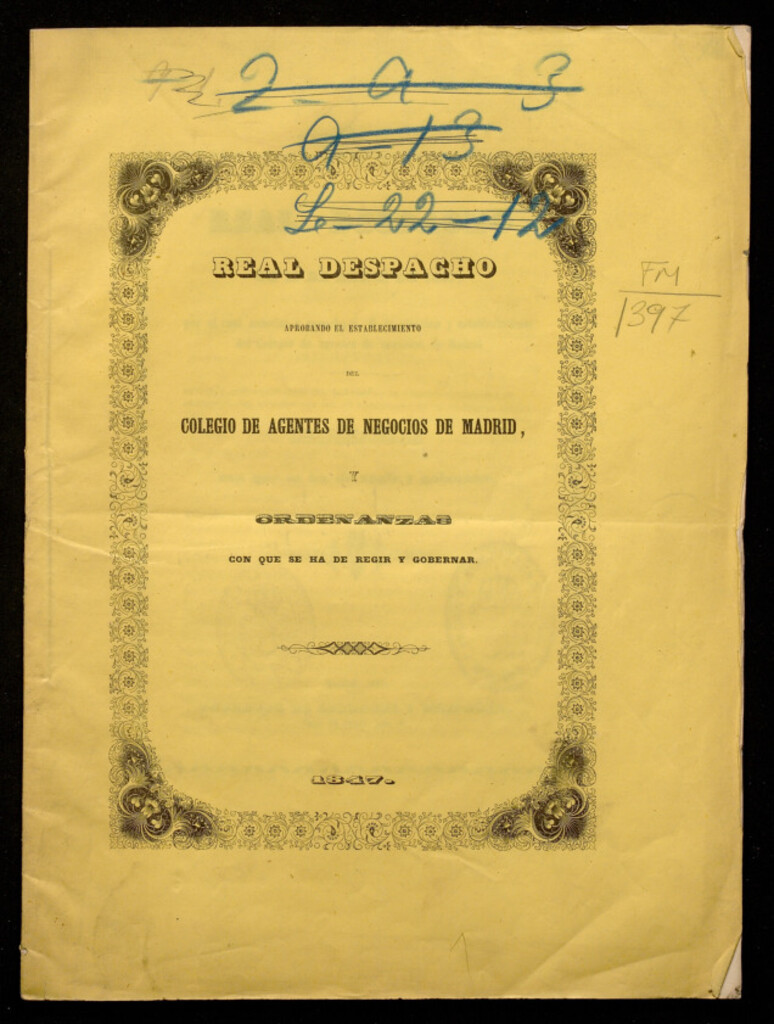 2 - a - 3
a - 13
Le - 22 - 12
REAL DESPACHO
FM
1397
APROBANDO EL ESTABLECIMIENTO
DEL
COLEGIO DE AGENTES DE NEGOCIOS DE MADRID,
Y
ORDENANZAS
CON QUE SE HA DE REGIR Y GOBERNAR.
1847.